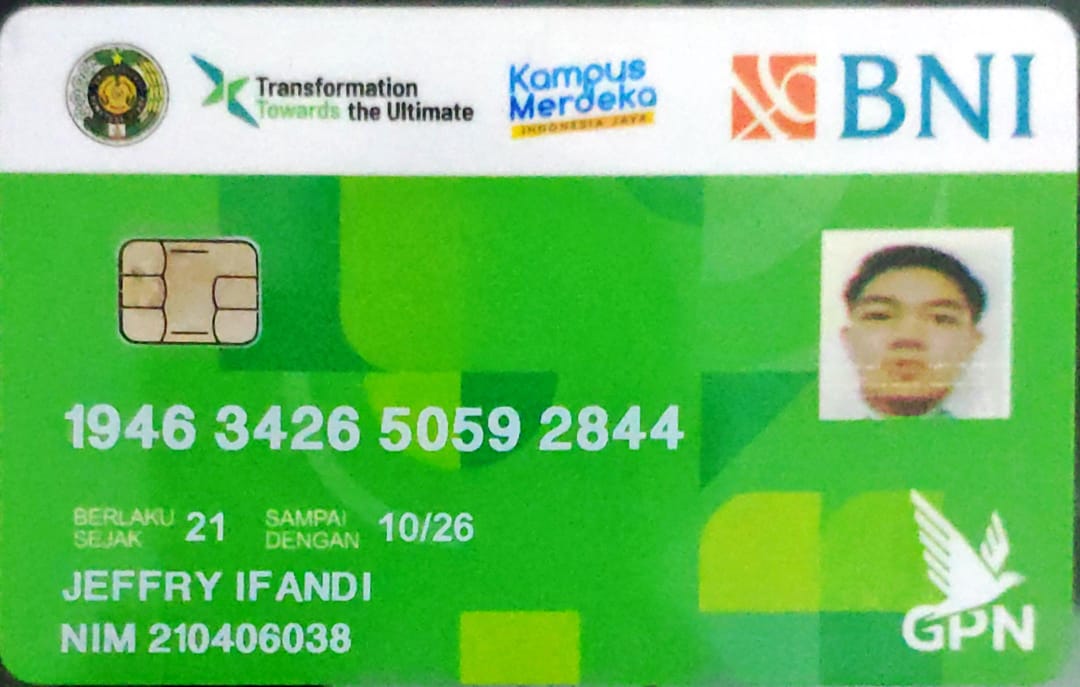 Transformation
Towards the Ultimate
Kampus
Merdeka
INDONESIA JAYA
BNI
1946 3426 5059 2844
BERLAKU SEJAK 21 SAMPAI DENGAN 10/26
JEFFRY IFANDI
NIM 210406038
GPN